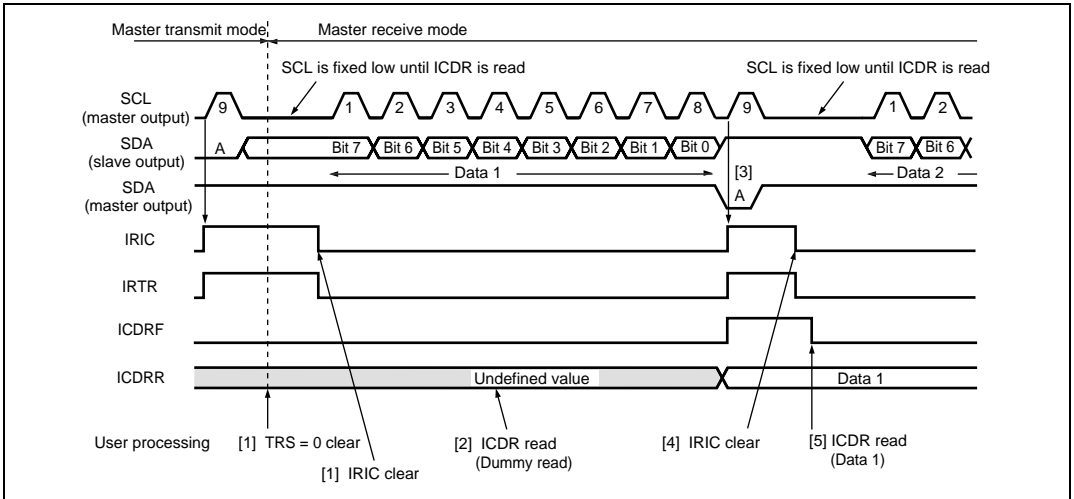 Master transmit mode Master receive mode
SCL is fixed low until ICDR is read SCL is fixed low until ICDR is read
SCL
(master output)
9 1 2 3 4 5 6 7 8 9 1 2
SDA
(slave output)
A Bit 7 Bit 6 Bit 5 Bit 4 Bit 3 Bit 2 Bit 1 Bit 0 Bit 7 Bit 6
Data 1 [3] Data 2
SDA
(master output)
A
IRIC
IRTR
ICDRF
ICDRR
Undefined value Data 1
User processing [1] TRS = 0 clear [2] ICDR read [4] IRIC clear [5] ICDR read
(Dummy read) (Data 1)
[1] IRIC clear